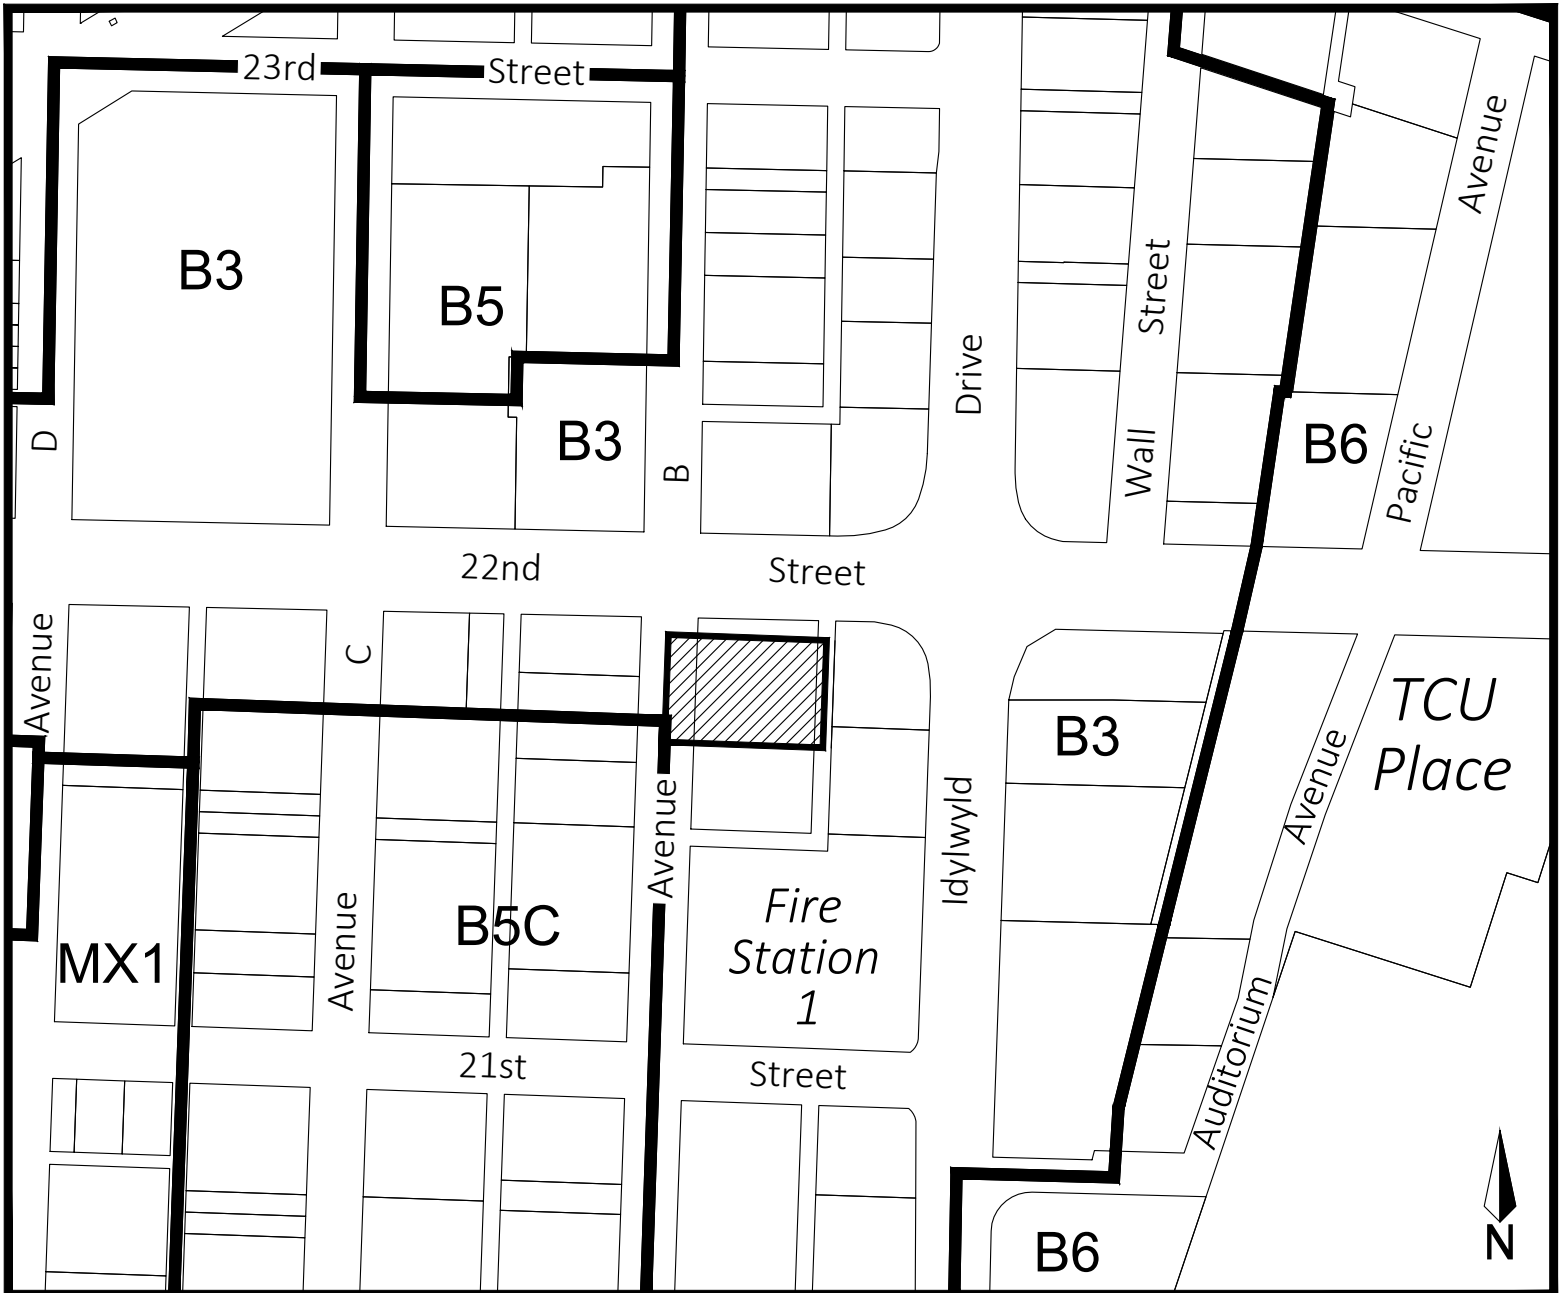 23rd Street
Avenue
B3
B5
Street
Drive
B3
B
D
Wall
B6
Pacific
22nd Street
Avenue
C
TCU
Place
B3
Avenue
Avenue
Idylwyld
Fire
Station
1
B5C
MX1
Avenue
Auditorium
21st Street
B6
N